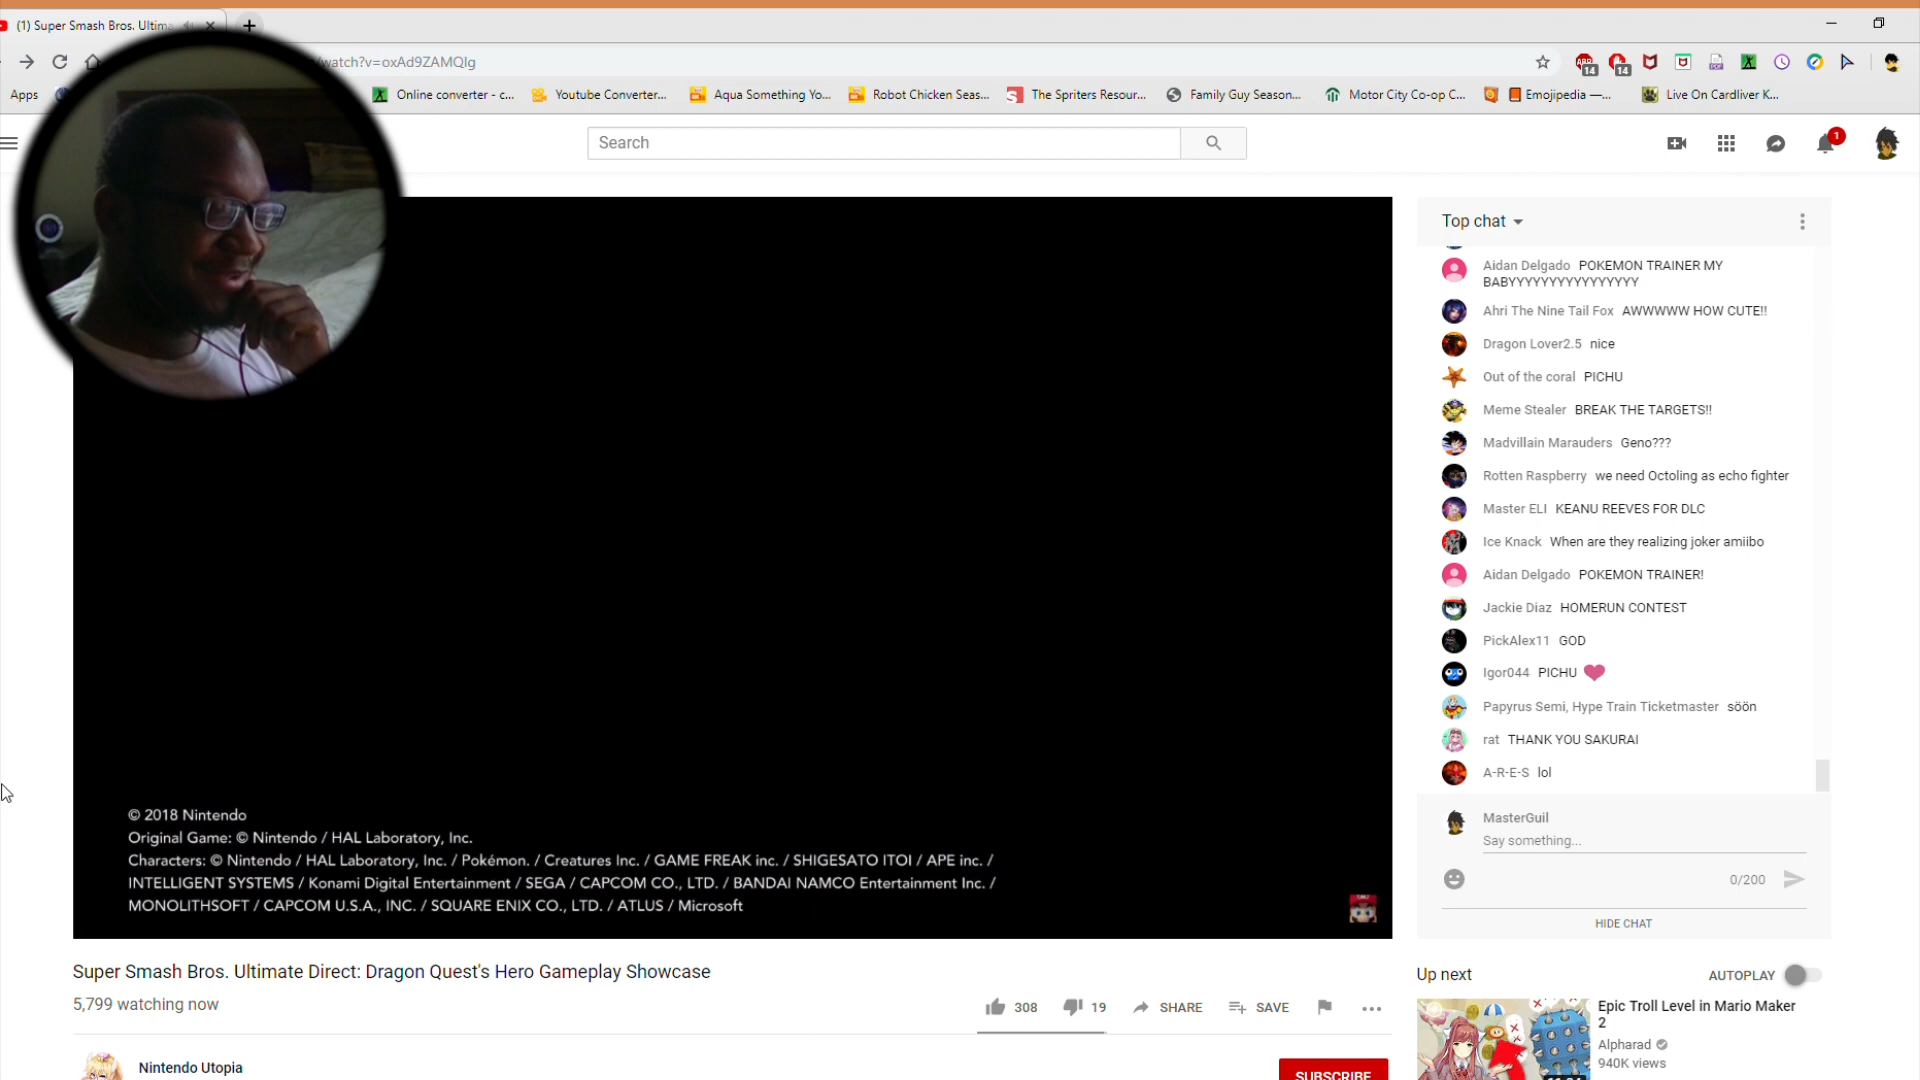 (1) Super Smash Bros. Ultim
/watch?v=oxAd9ZAMQIg
14
14
Apps
Online converter - c...
Youtube Converter...
Aqua Something Yo...
Robot Chicken Seas...
The Spriters Resour...
Family Guy Season...
Motor City Co-op C...
Emojipedia —...
Live On Cardliver K...
Search
1
Top chat
Aidan Delgado POKEMON TRAINER MY
BABYYYYYYYYYYYYYYYY
Ahri The Nine Tail Fox AWWWWW HOW CUTE!!
Dragon Lover2.5 nice
Out of the coral PICHU
Meme Stealer BREAK THE TARGETS!!
Madvillain Marauders Geno???
Rotten Raspberry we need Octoling as echo fighter
Master ELI KEANU REEVES FOR DLC
Ice Knack When are they realizing joker amiibo
Aidan Delgado POKEMON TRAINER!
Jackie Diaz HOMERUN CONTEST
PickAlex11 GOD
Igor044 PICHU
Papyrus Semi, Hype Train Ticketmaster söön
rat THANK YOU SAKURAI
A-R-E-S lol
MasterGuil
Say something...
0/200
HIDE CHAT
© 2018 Nintendo
Original Game: © Nintendo / HAL Laboratory, Inc.
Characters: © Nintendo / HAL Laboratory, Inc. / Pokémon. / Creatures Inc. / GAME FREAK inc. / SHIGESATO ITOI / APE inc. /
INTELLIGENT SYSTEMS / Konami Digital Entertainment / SEGA / CAPCOM CO., LTD. / BANDAI NAMCO Entertainment Inc. /
MONOLITHSOFT / CAPCOM U.S.A., INC. / SQUARE ENIX CO., LTD. / ATLUS / Microsoft
Super Smash Bros. Ultimate Direct: Dragon Quest's Hero Gameplay Showcase
5,799 watching now
308
19
SHARE
SAVE
Nintendo Utopia
SUBSCRIBE
Up next
AUTOPLAY
Epic Troll Level in Mario Maker
2
Alpharad
940K views